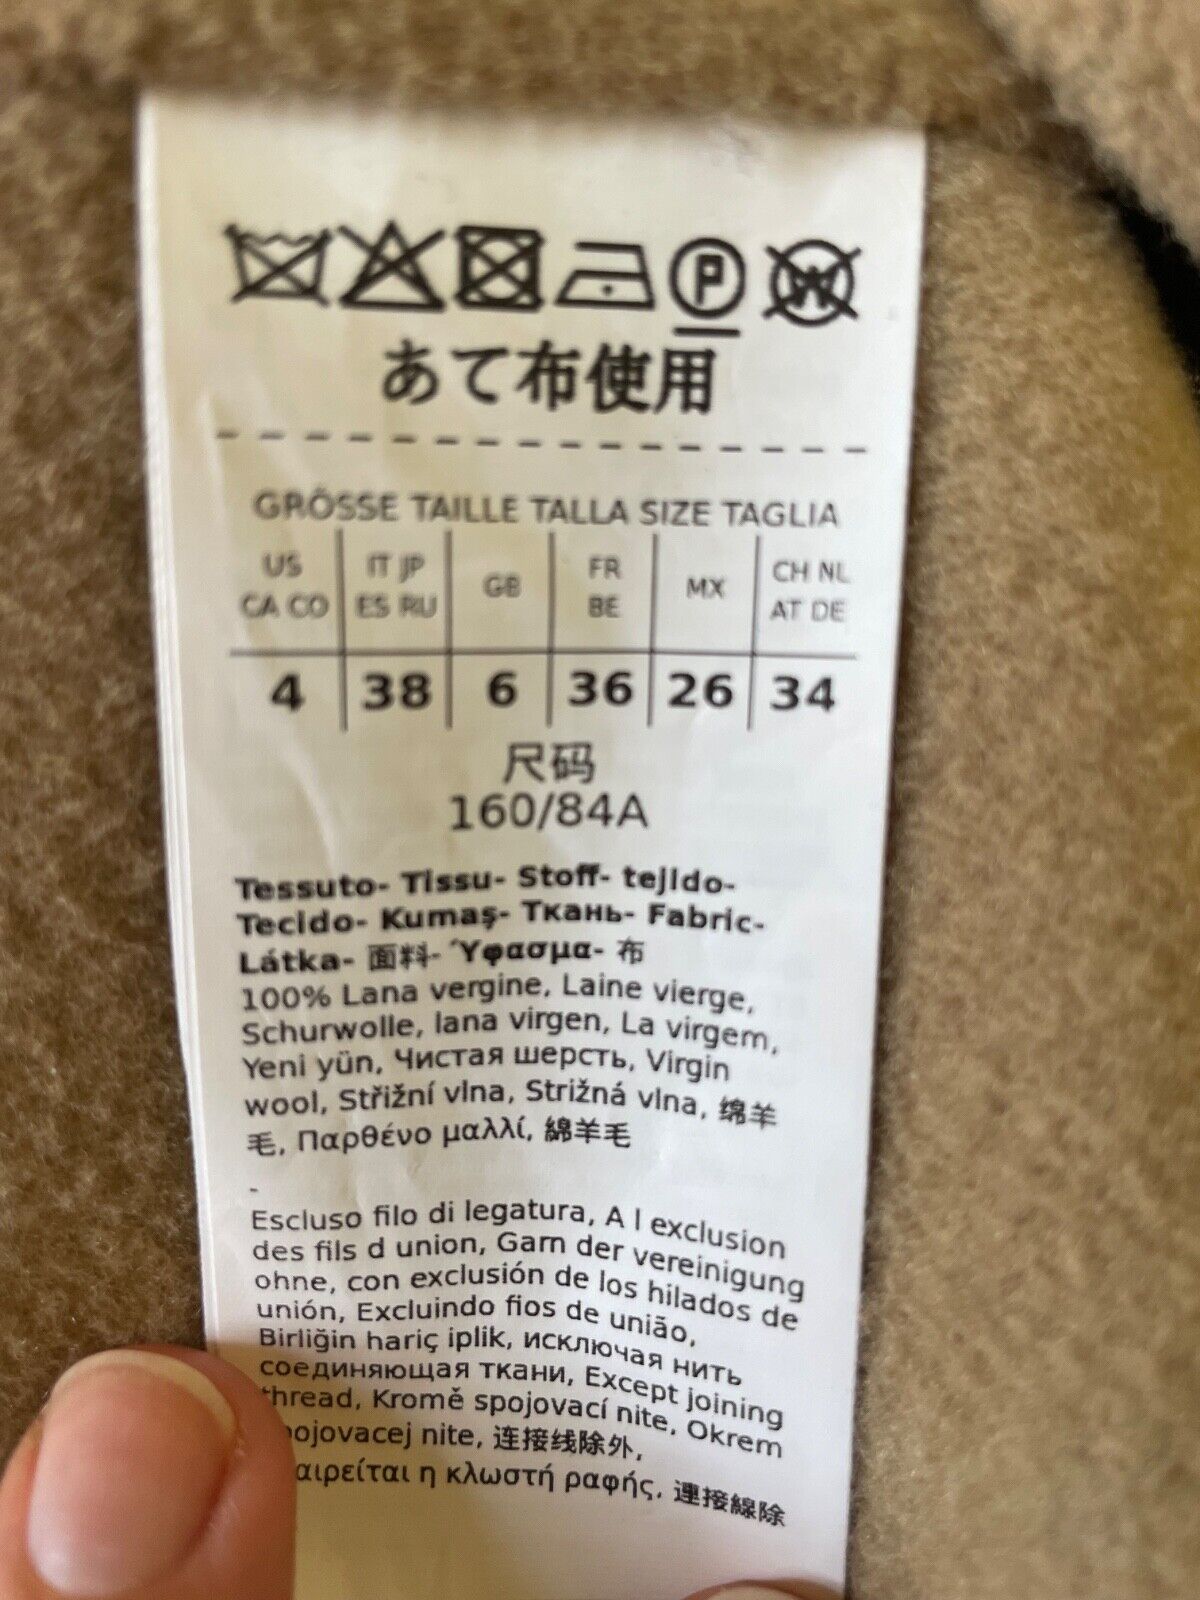 P W
あて布使用
GRÖSSE TAILLE TALLA SIZE TAGLIA
US CA CO | IT JP ES RU | GB | FR BE | MX | CH NL AT DE
4 | 38 | 6 | 36 | 26 | 34
尺码
160/84A
Tessuto- Tissu- Stoff- tejido-
Tecido- Kumaş- Ткань- Fabric-
Látka- 面料- Ύφασμα- 布
100% Lana vergine, Laine vierge,
Schurwolle, lana virgen, La virgem,
Yeni yün, Чистая шерсть, Virgin
wool, Střižní vlna, Strižná vlna, 绵羊
毛, Παρθένο μαλλί, 綿羊毛
-
Escluso filo di legatura, A l exclusion
des fils d union, Garn der vereinigung
ohne, con exclusión de los hilados de
unión, Excluindo fios de união,
Birliğin hariç iplik, исключая нить
соединяющая ткани, Except joining
thread, Kromě spojovací nite, Okrem
pojovacej nite, 连接线除外,
αιρείται η κλωστή ραφής, 連接線除